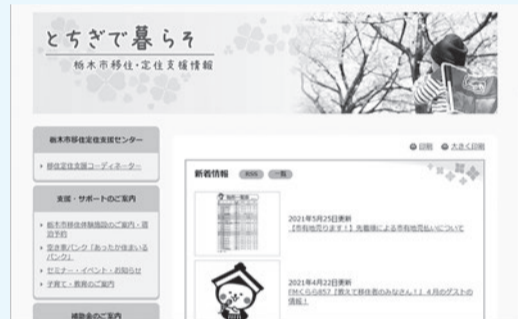 とちぎで暮らそ
栃木市移住・定住支援情報
栃木市移住定住支援センター
移住定住支援コーディネーター
支援・サポートのご案内
栃木市移住体験施設のご案内・宿
泊予約
空き家バンク「あったか住まいる
バンク」
セミナー・イベント・お知らせ
子育て・教育のご案内
補助金のご案内
印刷 大きく印刷
新着情報 RSS 一覧
2021年5月25日更新
【市有地売ります!】先着順による市有地売払いについて
2021年4月22日更新
FMくらら857「教えて移住者のみなさん!」4月のゲストの
情報!